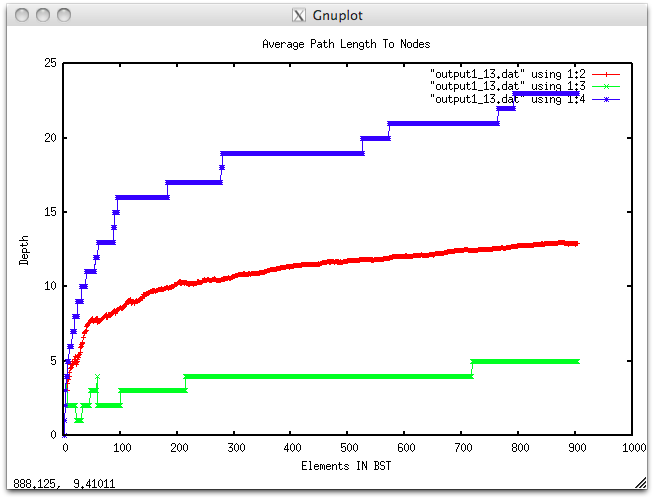 Gnuplot
Average Path Length To Nodes
"output1_13.dat" using 1:2
"output1_13.dat" using 1:3
"output1_13.dat" using 1:4
25
20
15
10
5
0
Depth
0 100 200 300 400 500 600 700 800 900 1000
Elements IN BST
888.125, 9.41011